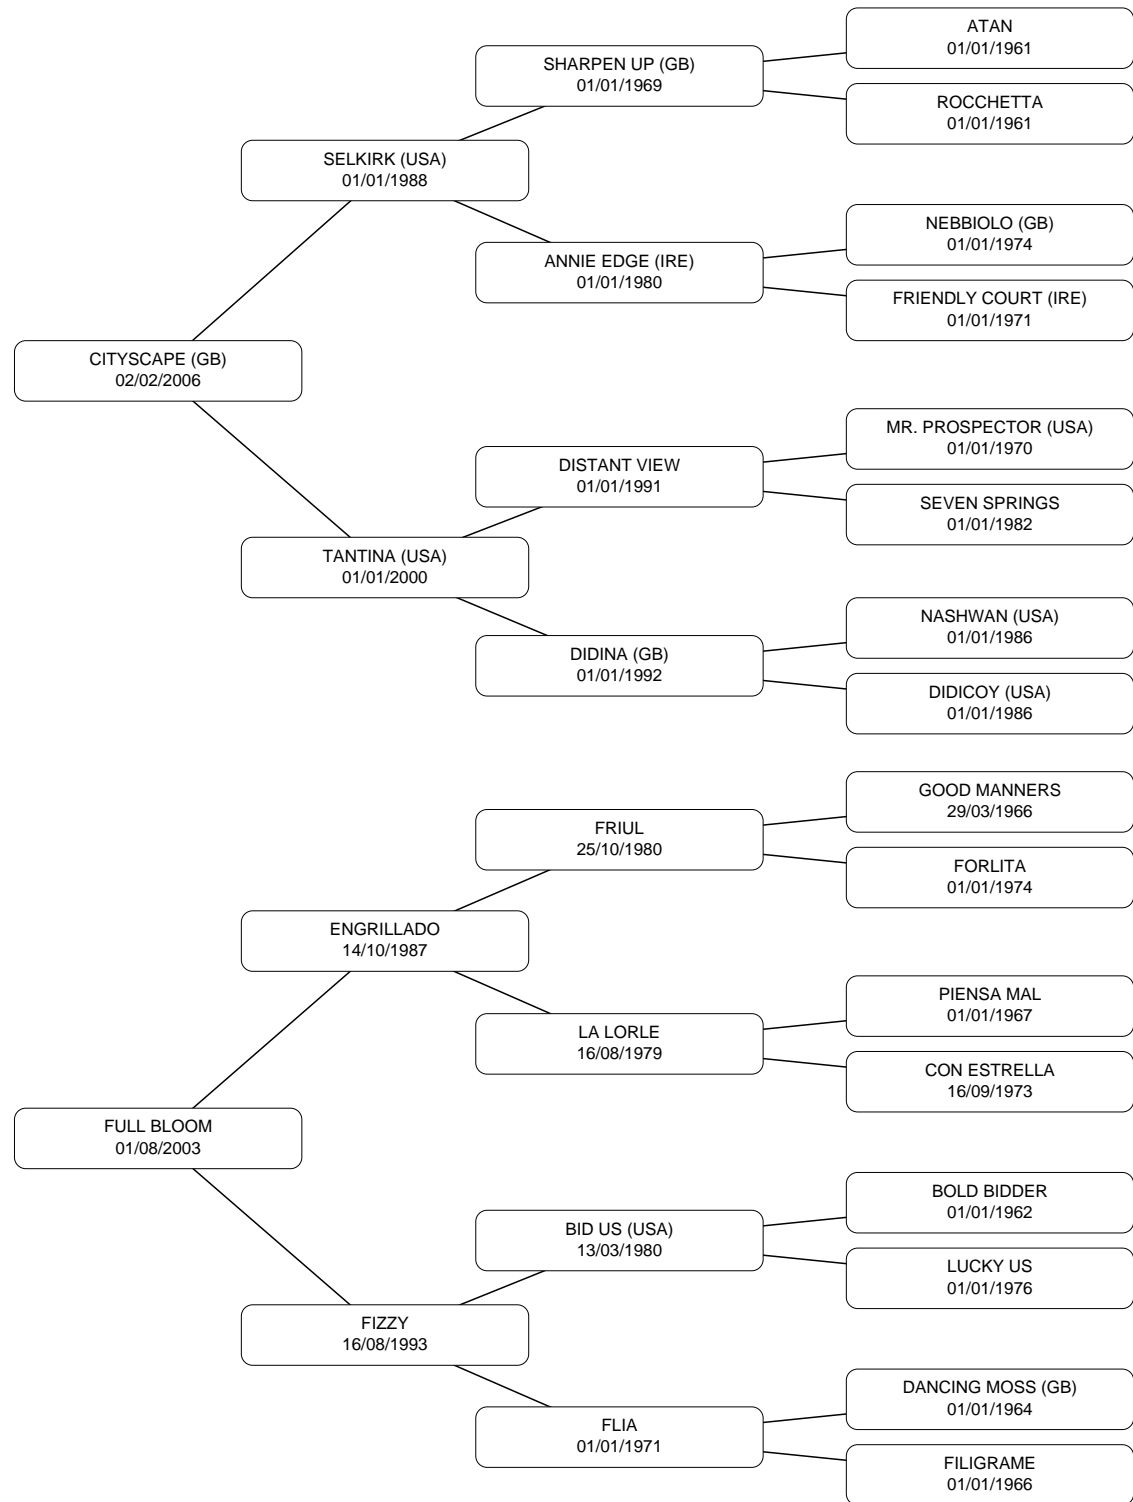 ATAN
01/01/1961
SHARPEN UP (GB)
01/01/1969
ROCCHETTA
01/01/1961
SELKIRK (USA)
01/01/1988
NEBBIOLO (GB)
01/01/1974
ANNIE EDGE (IRE)
01/01/1980
FRIENDLY COURT (IRE)
01/01/1971
CITYSCAPE (GB)
02/02/2006
MR. PROSPECTOR (USA)
01/01/1970
DISTANT VIEW
01/01/1991
SEVEN SPRINGS
01/01/1982
TANTINA (USA)
01/01/2000
NASHWAN (USA)
01/01/1986
DIDINA (GB)
01/01/1992
DIDICOY (USA)
01/01/1986
GOOD MANNERS
29/03/1966
FRIUL
25/10/1980
FORLITA
01/01/1974
ENGRILLADO
14/10/1987
PIENSA MAL
01/01/1967
LA LORLE
16/08/1979
CON ESTRELLA
16/09/1973
FULL BLOOM
01/08/2003
BOLD BIDDER
01/01/1962
BID US (USA)
13/03/1980
LUCKY US
01/01/1976
FIZZY
16/08/1993
DANCING MOSS (GB)
01/01/1964
FLIA
01/01/1971
FILIGRAME
01/01/1966